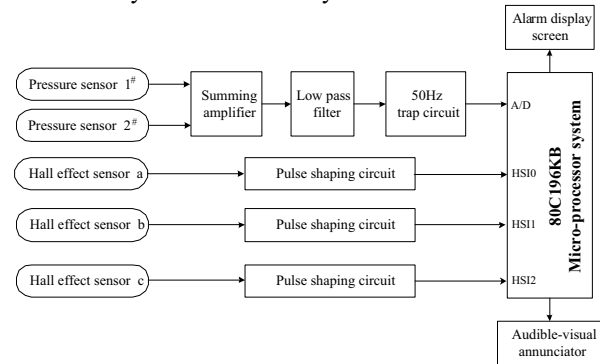 Alarm display
screen
Pressure sensor 1#
Pressure sensor 2#
Summing
amplifier
Low pass
filter
50Hz
trap circuit
A/D
Hall effect sensor a
Pulse shaping circuit
HSI0
Hall effect sensor b
Pulse shaping circuit
HSI1
Hall effect sensor c
Pulse shaping circuit
HSI2
80C196KB
Micro-processor system
Audible-visual
annunciator